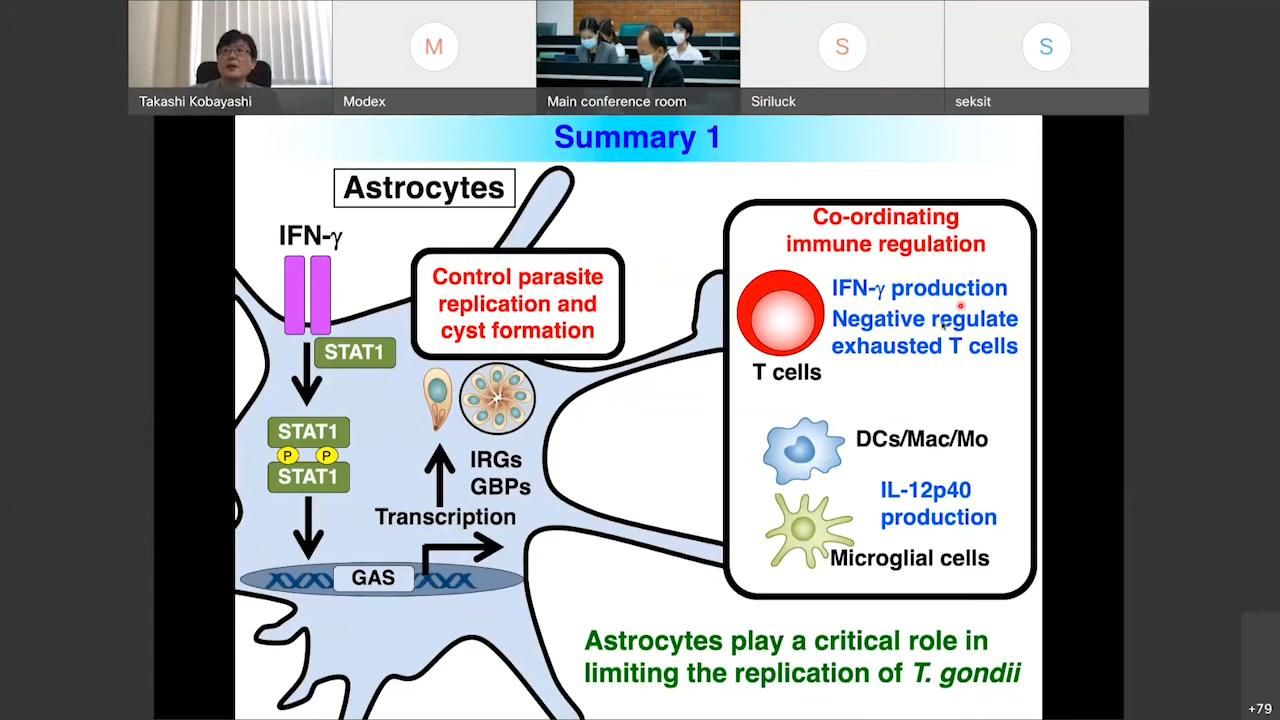 M
S
S
Takashi Kobayashi
Modex
Main conference room
Siriluck
seksit
Summary 1
Astrocytes
IFN-γ
STAT1
STAT1
P P
STAT1
GAS
Transcription
IRGs
GBPs
Control parasite
replication and
cyst formation
Co-ordinating
immune regulation
IFN-γ production
Negative regulate
exhausted T cells
T cells
DCs/Mac/Mo
IL-12p40
production
Microglial cells
Astrocytes play a critical role in
limiting the replication of T. gondii
+79